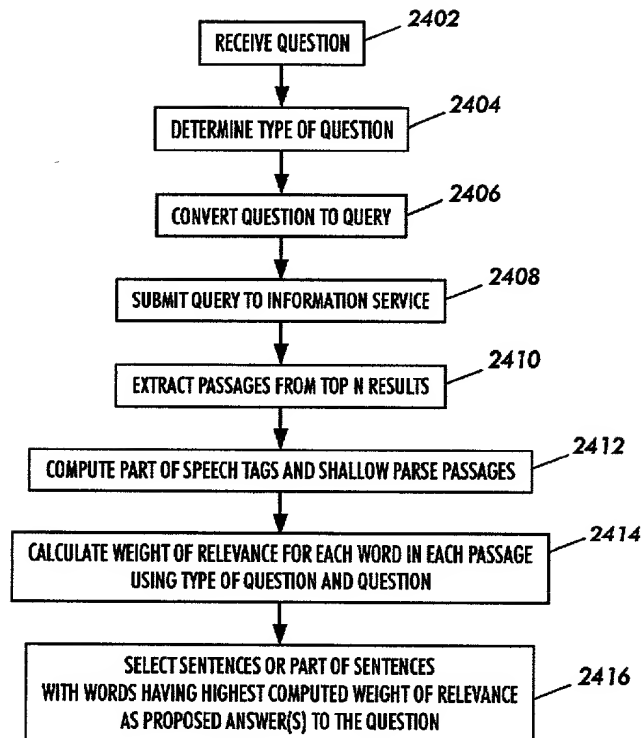 2402
RECEIVE QUESTION
2404
DETERMINE TYPE OF QUESTION
2406
CONVERT QUESTION TO QUERY
2408
SUBMIT QUERY TO INFORMATION SERVICE
2410
EXTRACT PASSAGES FROM TOP N RESULTS
2412
COMPUTE PART OF SPEECH TAGS AND SHALLOW PARSE PASSAGES
2414
CALCULATE WEIGHT OF RELEVANCE FOR EACH WORD IN EACH PASSAGE
USING TYPE OF QUESTION AND QUESTION
SELECT SENTENCES OR PART OF SENTENCES
WITH WORDS HAVING HIGHEST COMPUTED WEIGHT OF RELEVANCE
2416
AS PROPOSED ANSWER(S) TO THE QUESTION